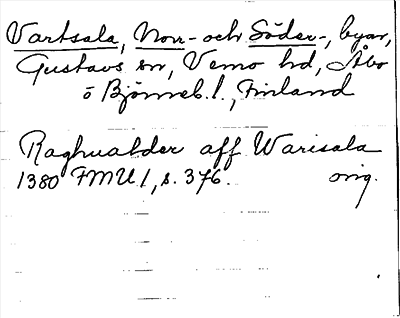 Vartsala, Norr- och Söder-, byar,
Gustavs sn, Vemo hd, Åbo
o Björneb. l., Finland
Raghualder aff Warisala
1380 FMU 1, s. 376. orig.